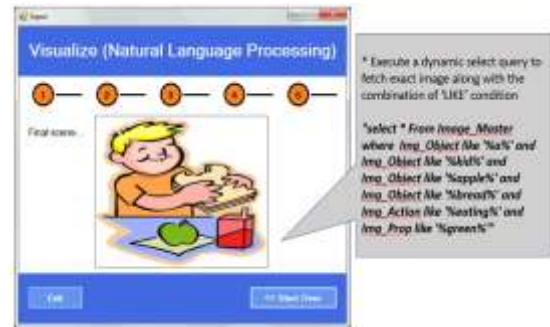 Visualize (Natural Language Processing)
1
2
3
4
5
Final scene...
Exit
<< Start Over
* Execute a dynamic select query to
fetch exact image along with the
combination of 'LIKE' condition
"select * From Image_Master
where Img_Object like '%a%' and
Img_Object like '%kid%' and
Img_Object like '%apple%' and
Img_Object like '%bread%' and
Img_Action like '%eating%' and
Img_Prop like '%green%'"